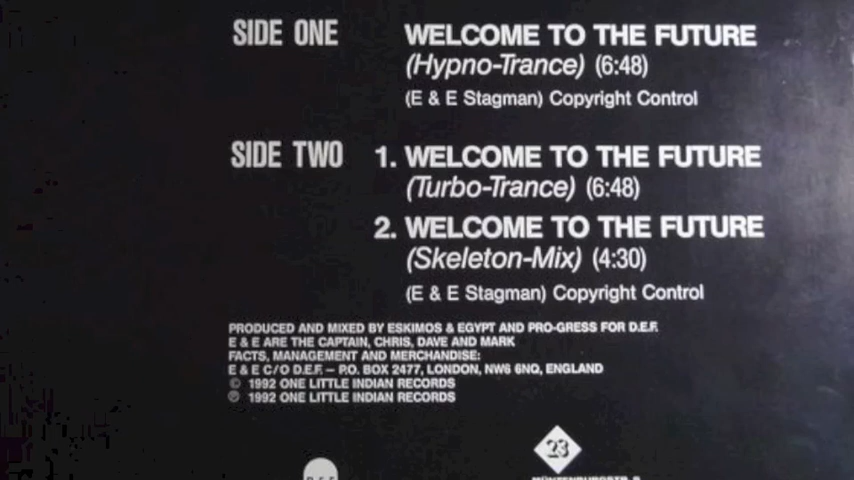 SIDE ONE WELCOME TO THE FUTURE
(Hypno-Trance) (6:48)
(E & E Stagman) Copyright Control
SIDE TWO 1. WELCOME TO THE FUTURE
(Turbo-Trance) (6:48)
2. WELCOME TO THE FUTURE
(Skeleton-Mix) (4:30)
(E & E Stagman) Copyright Control
PRODUCED AND MIXED BY ESKIMOS & EGYPT AND PRO-GRESS FOR D.E.F.
E & E ARE THE CAPTAIN, CHRIS, DAVE AND MARK
FACTS, MANAGEMENT AND MERCHANDISE:
E & E C/O D.E.F. – P.O. BOX 2477, LONDON, NW6 6NQ, ENGLAND
© 1992 ONE LITTLE INDIAN RECORDS
℗ 1992 ONE LITTLE INDIAN RECORDS
23